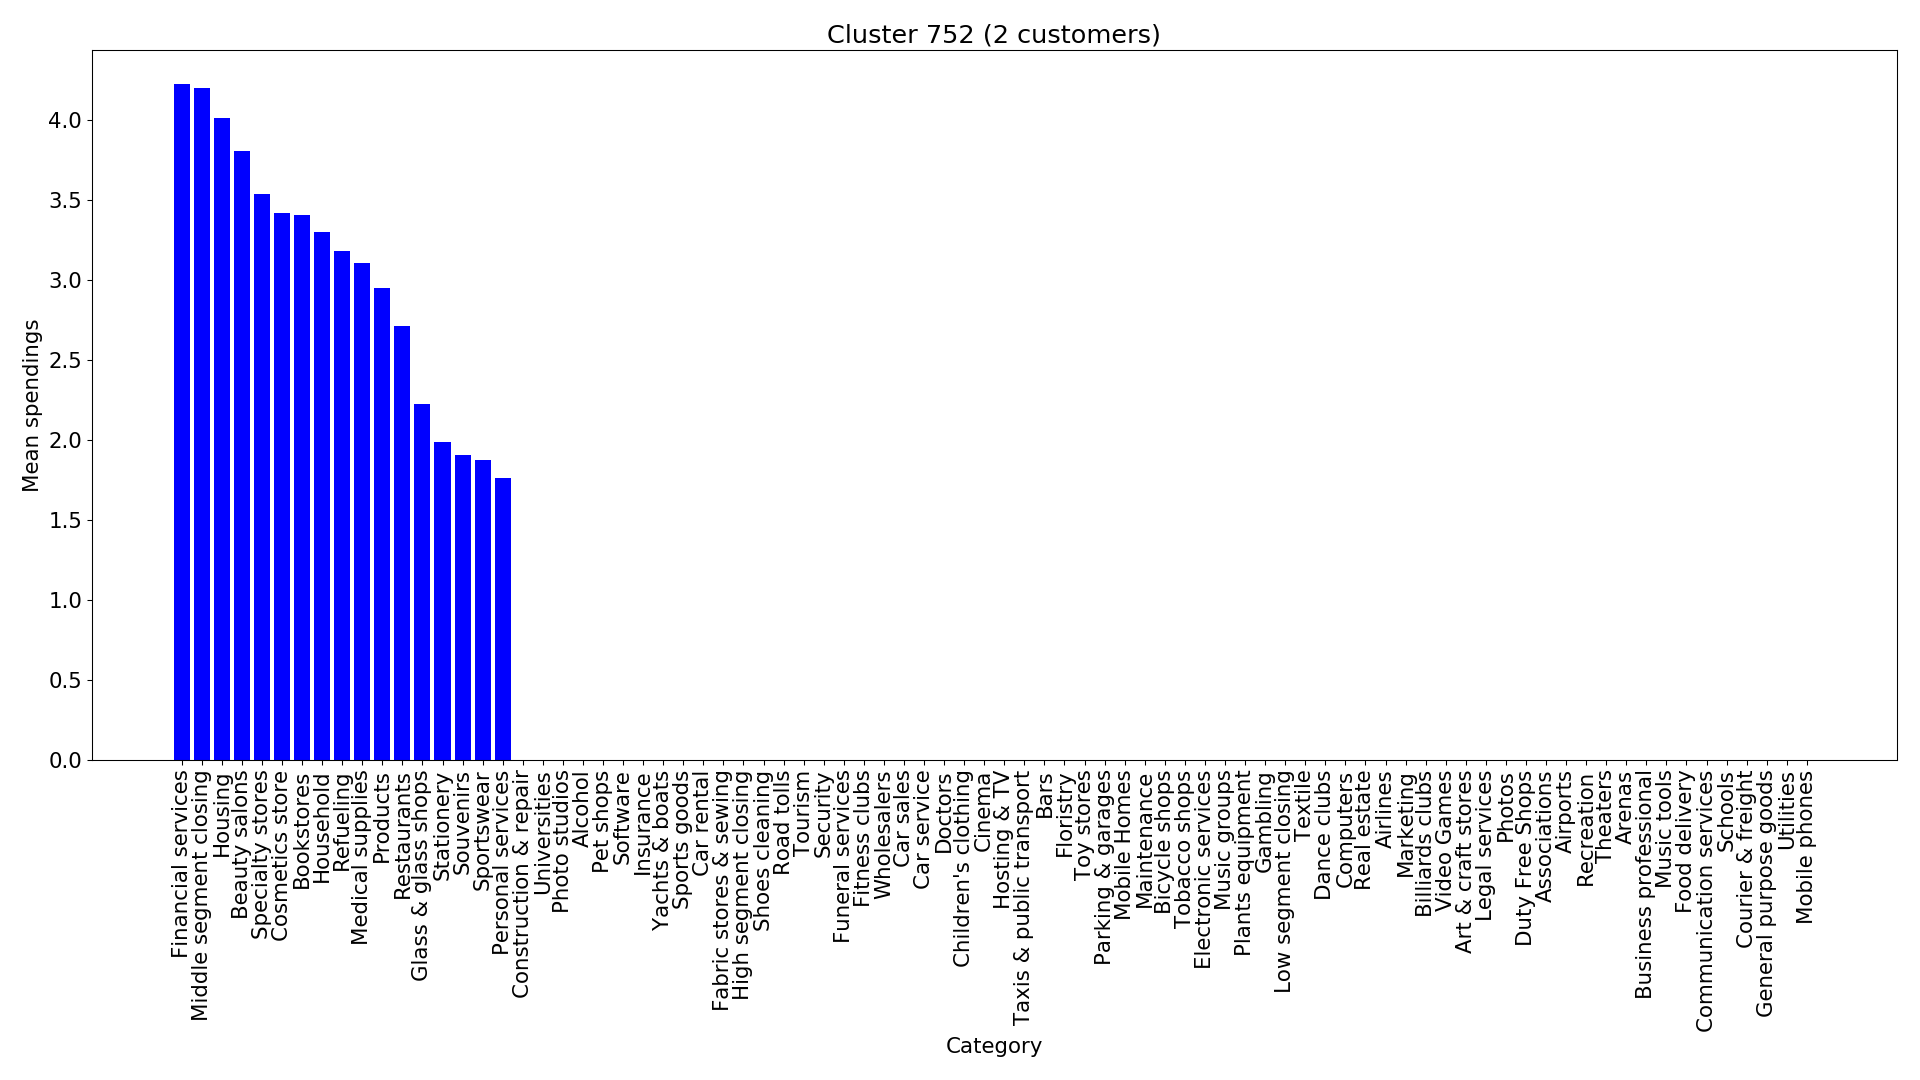 Cluster 752 (2 customers)
Mean spendings
4.0
3.5
3.0
2.5
2.0
1.5
1.0
0.5
0.0
Financial services
Middle segment closing
Housing
Beauty salons
Specialty stores
Cosmetics store
Bookstores
Household
Refueling
Medical supplies
Products
Restaurants
Glass & glass shops
Stationery
Souvenirs
Sportswear
Personal services
Construction & repair
Universities
Photo studios
Alcohol
Pet shops
Software
Insurance
Yachts & boats
Sports goods
Car rental
Fabric stores & sewing
High segment closing
Shoes cleaning
Road tolls
Tourism
Security
Funeral services
Fitness clubs
Wholesalers
Car sales
Car service
Doctors
Children's clothing
Cinema
Hosting & TV
Taxis & public transport
Bars
Floristry
Toy stores
Parking & garages
Mobile Homes
Maintenance
Bicycle shops
Tobacco shops
Electronic services
Music groups
Plants equipment
Gambling
Low segment closing
Textile
Dance clubs
Computers
Real estate
Airlines
Marketing
Billiards clubs
Video Games
Art & craft stores
Legal services
Photos
Duty Free Shops
Associations
Airports
Recreation
Theaters
Arenas
Business professional
Music tools
Food delivery
Communication services
Schools
Courier & freight
General purpose goods
Utilities
Mobile phones
Category